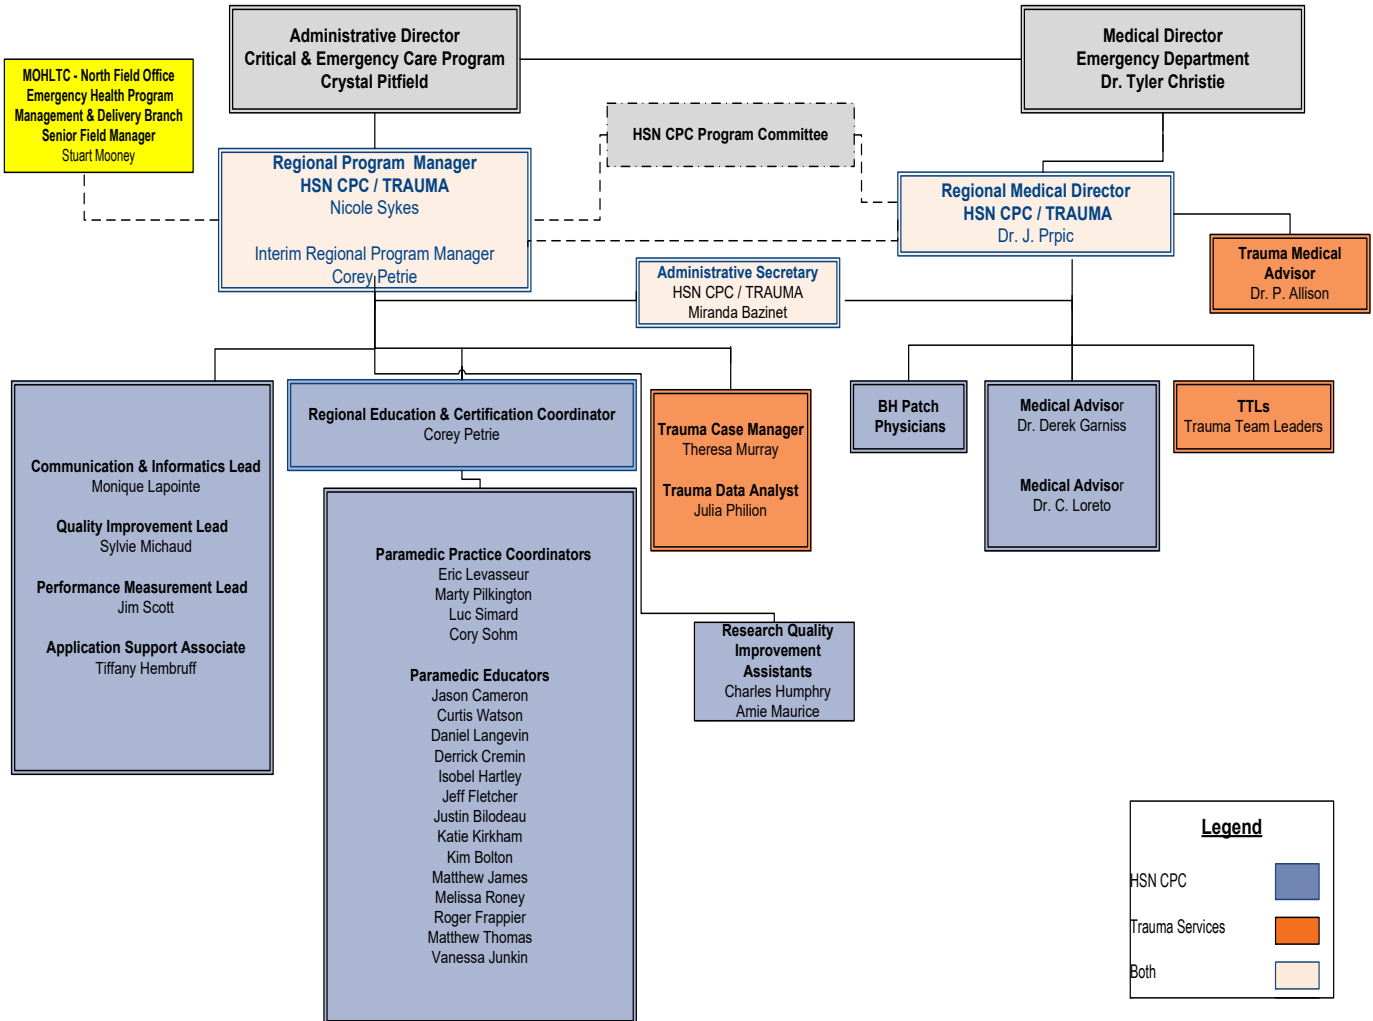 Administrative Director
Critical & Emergency Care Program
Crystal Pitfield
Medical Director
Emergency Department
Dr. Tyler Christie
MOHLTC - North Field Office
Emergency Health Program
Management & Delivery Branch
Senior Field Manager
Stuart Mooney
HSN CPC Program Committee
Regional Program Manager
HSN CPC / TRAUMA
Nicole Sykes
Interim Regional Program Manager
Corey Petrie
Regional Medical Director
HSN CPC / TRAUMA
Dr. J. Prpic
Trauma Medical
Advisor
Dr. P. Allison
Administrative Secretary
HSN CPC / TRAUMA
Miranda Bazinet
Communication & Informatics Lead
Monique Lapointe
Quality Improvement Lead
Sylvie Michaud
Performance Measurement Lead
Jim Scott
Application Support Associate
Tiffany Hembruff
Regional Education & Certification Coordinator
Corey Petrie
Trauma Case Manager
Theresa Murray
Trauma Data Analyst
Julia Philion
BH Patch
Physicians
Medical Advisor
Dr. Derek Garniss
Medical Advisor
Dr. C. Loreto
TTLs
Trauma Team Leaders
Paramedic Practice Coordinators
Eric Levasseur
Marty Pilkington
Luc Simard
Cory Sohm
Paramedic Educators
Jason Cameron
Curtis Watson
Daniel Langevin
Derrick Cremin
Isobel Hartley
Jeff Fletcher
Justin Bilodeau
Katie Kirkham
Kim Bolton
Matthew James
Melissa Roney
Roger Frappier
Matthew Thomas
Vanessa Junkin
Research Quality
Improvement
Assistants
Charles Humphry
Amie Maurice
Legend
HSN CPC
Trauma Services
Both